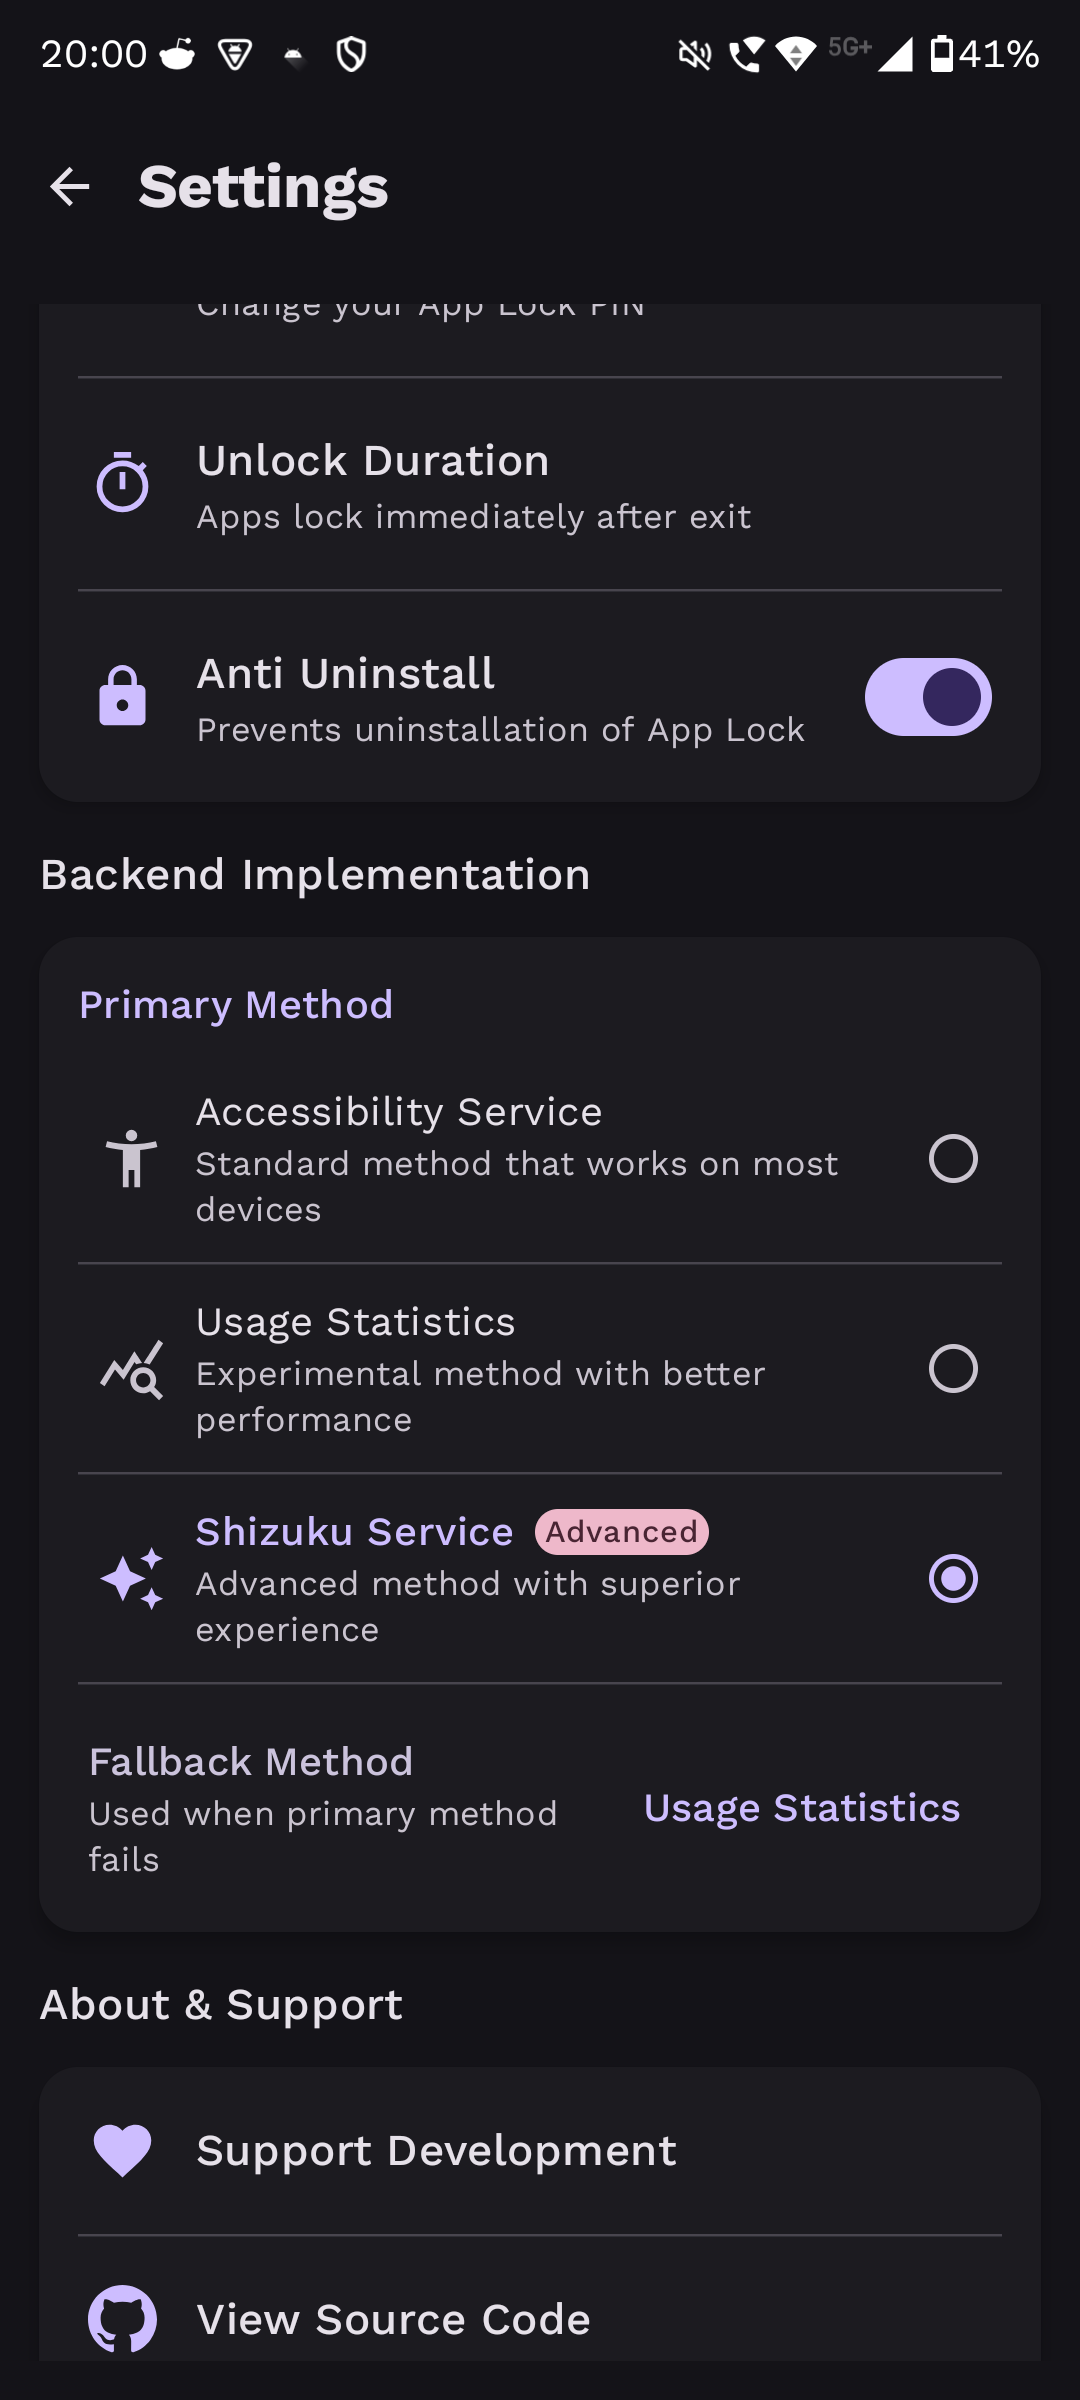 20:00
5G+
41%
Settings
Change your App Lock PIN
Unlock Duration
Apps lock immediately after exit
Anti Uninstall
Prevents uninstallation of App Lock
Backend Implementation
Primary Method
Accessibility Service
Standard method that works on most
devices
Usage Statistics
Experimental method with better
performance
Shizuku Service Advanced
Advanced method with superior
experience
Fallback Method
Used when primary method
fails
Usage Statistics
About & Support
Support Development
View Source Code